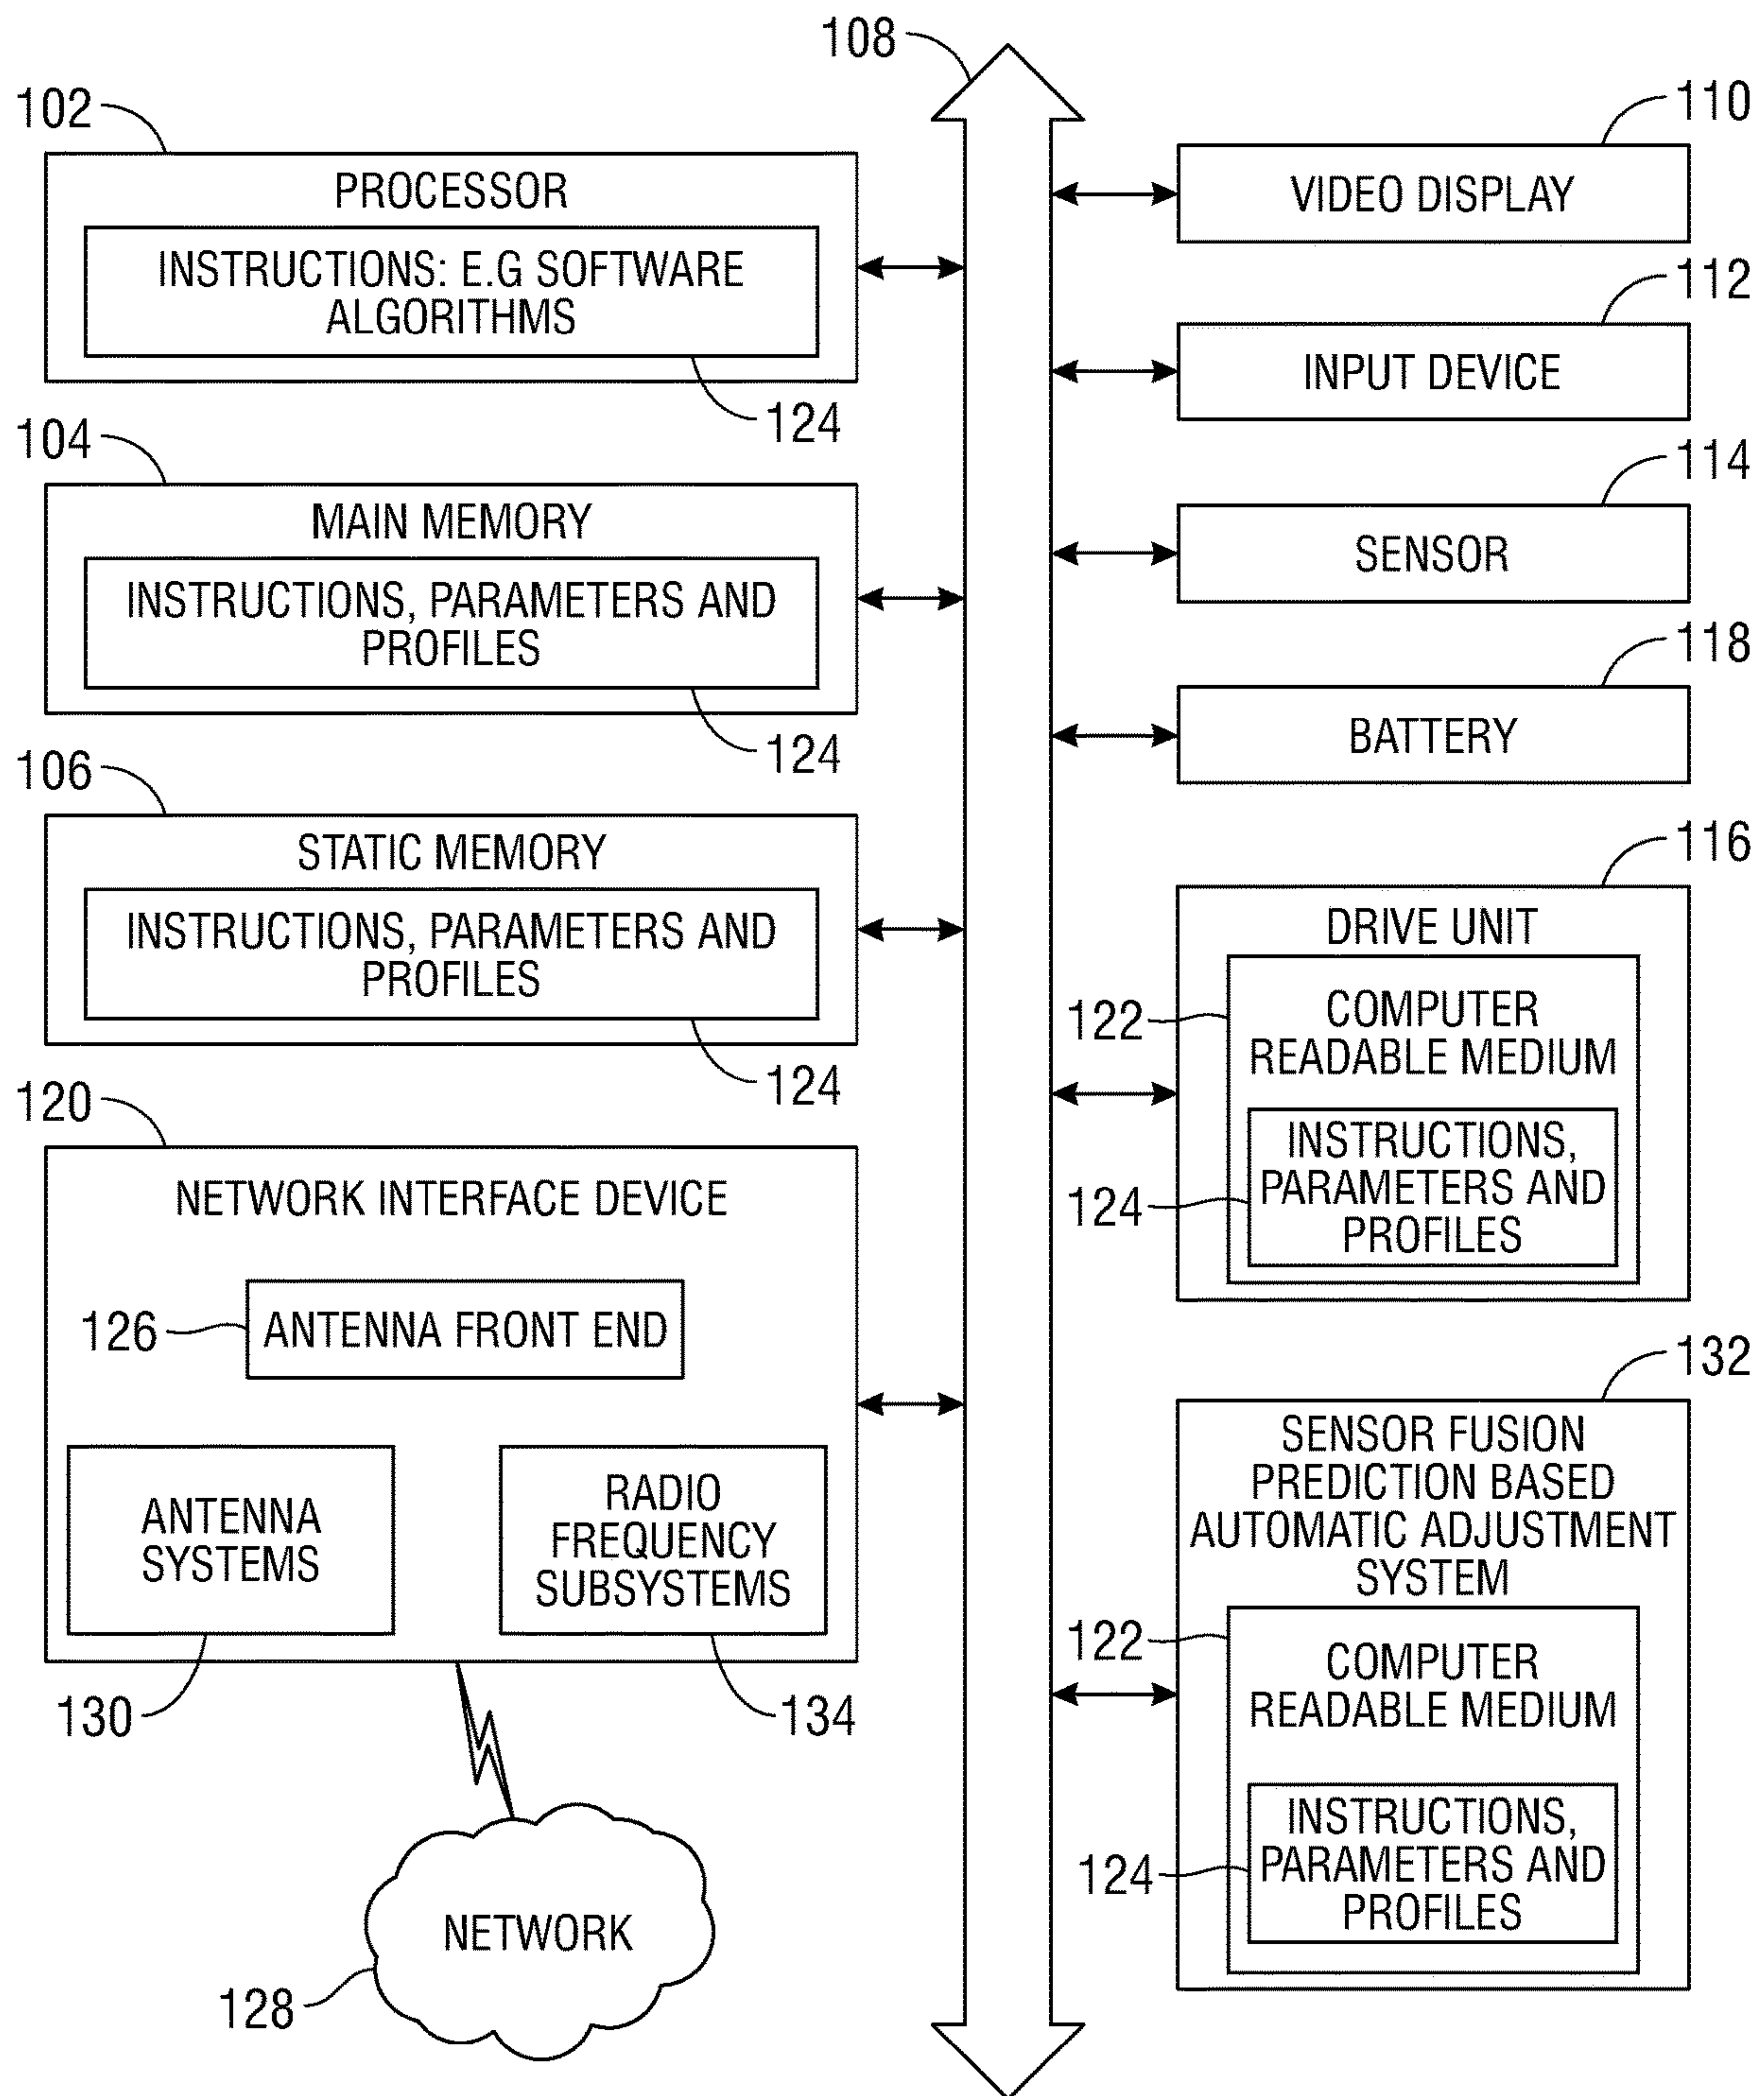 108
102
PROCESSOR
INSTRUCTIONS: E.G SOFTWARE
ALGORITHMS
124
104
MAIN MEMORY
INSTRUCTIONS, PARAMETERS AND
PROFILES
124
106
STATIC MEMORY
INSTRUCTIONS, PARAMETERS AND
PROFILES
124
120
NETWORK INTERFACE DEVICE
126
ANTENNA FRONT END
ANTENNA
SYSTEMS
RADIO
FREQUENCY
SUBSYSTEMS
130
134
NETWORK
128
110
VIDEO DISPLAY
112
INPUT DEVICE
114
SENSOR
118
BATTERY
116
DRIVE UNIT
122
COMPUTER
READABLE MEDIUM
124
INSTRUCTIONS,
PARAMETERS AND
PROFILES
132
SENSOR FUSION
PREDICTION BASED
AUTOMATIC ADJUSTMENT
SYSTEM
122
COMPUTER
READABLE MEDIUM
124
INSTRUCTIONS,
PARAMETERS AND
PROFILES